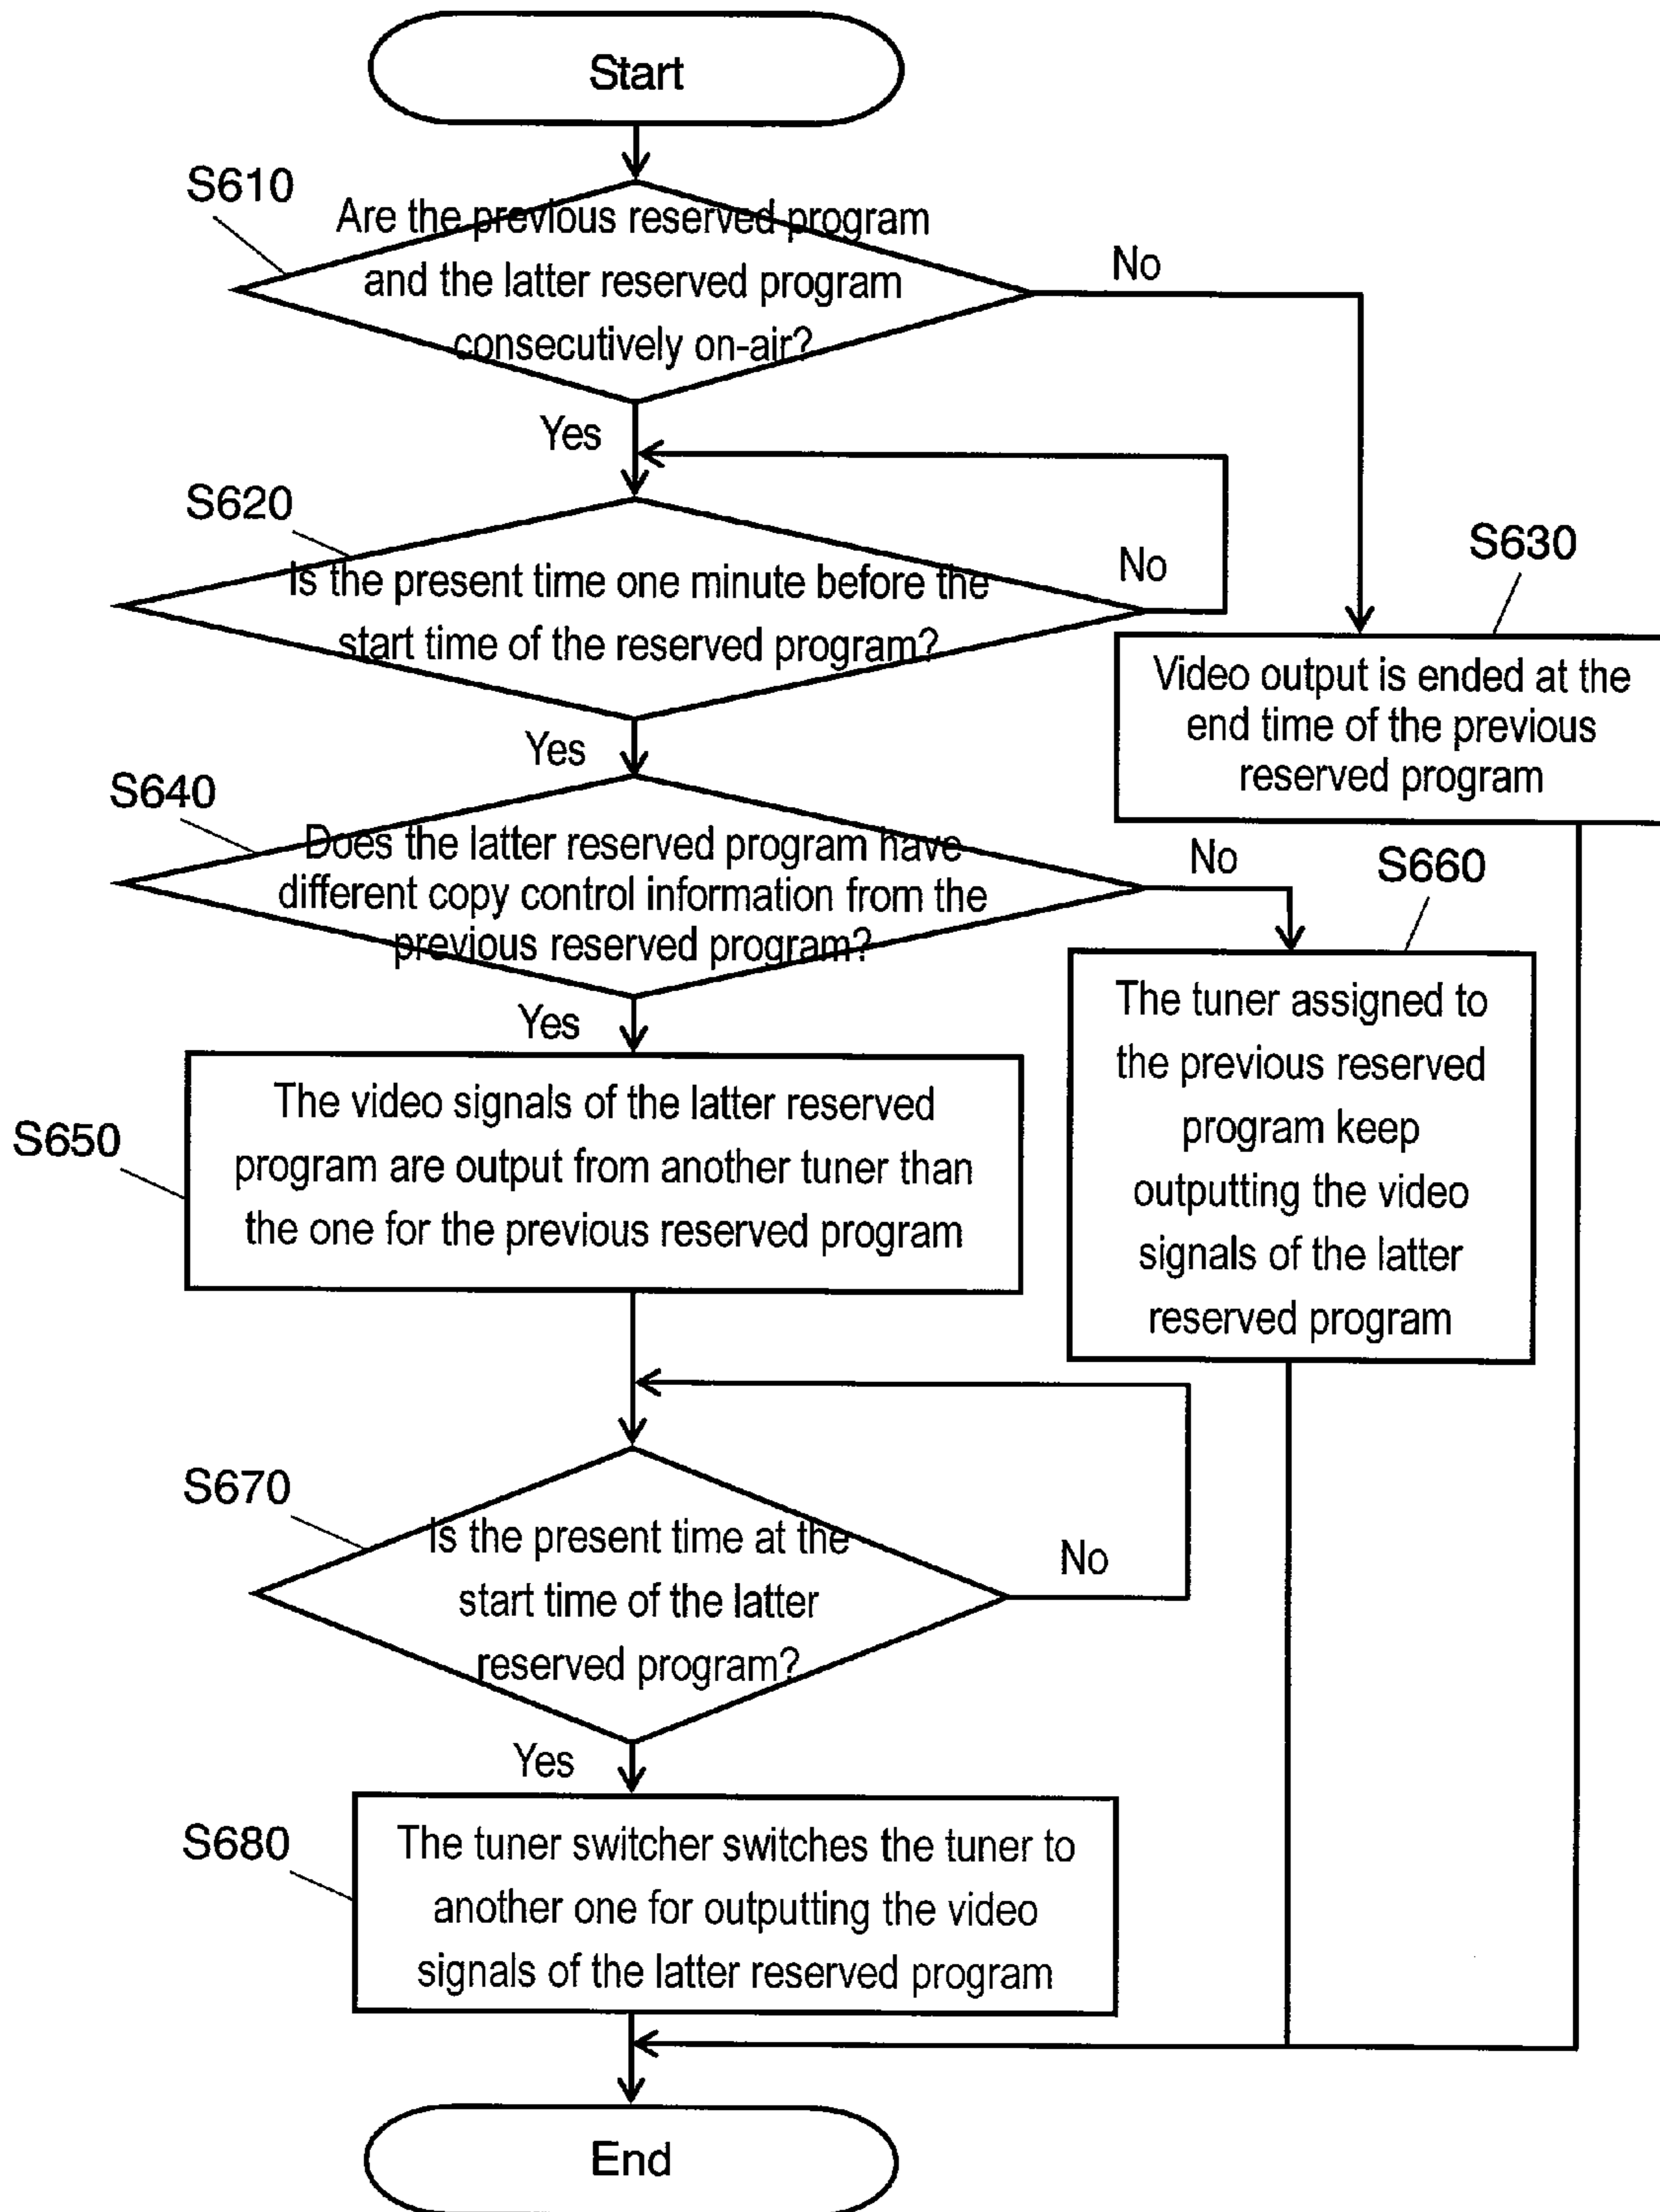 Start
S610
Are the previous reserved program
and the latter reserved program
consecutively on-air?
No
Yes
S620
Is the present time one minute before the
start time of the reserved program?
No
S630
Video output is ended at the
end time of the previous
reserved program
Yes
S640
Does the latter reserved program have
different copy control information from the
previous reserved program?
No
S660
The tuner assigned to
the previous reserved
program keep
outputting the video
signals of the latter
reserved program
Yes
S650
The video signals of the latter reserved
program are output from another tuner than
the one for the previous reserved program
S670
Is the present time at the
start time of the latter
reserved program?
No
Yes
S680
The tuner switcher switches the tuner to
another one for outputting the video
signals of the latter reserved program
End